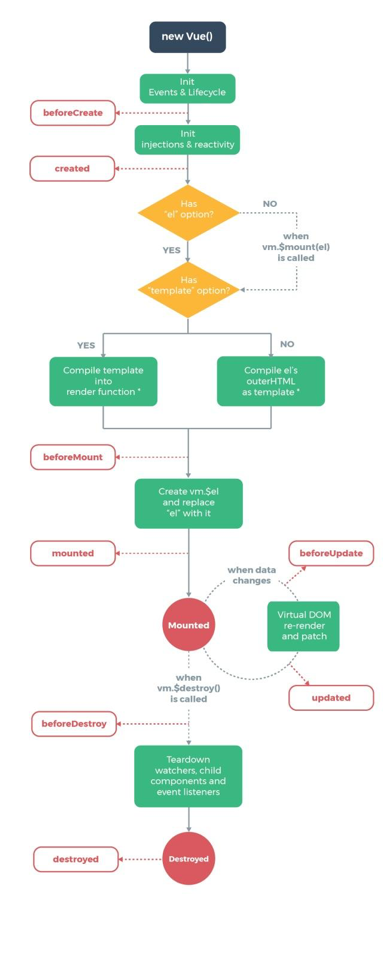 new Vue()
Init
Events & Lifecycle
beforeCreate
Init
injections & reactivity
created
Has
"el" option?
NO
YES
when
vm.$mount(el)
is called
Has
"template" option?
YES
NO
Compile template
into
render function *
Compile el's
outerHTML
as template *
beforeMount
Create vm.$el
and replace
"el" with it
mounted
when data
changes
beforeUpdate
Mounted
Virtual DOM
re-render
and patch
when
vm.$destroy()
is called
updated
beforeDestroy
Teardown
watchers, child
components and
event listeners
destroyed
Destroyed